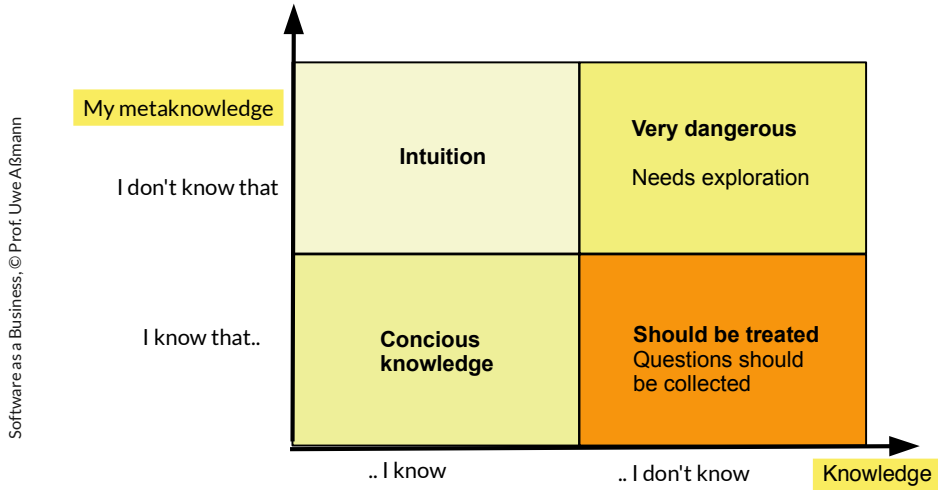 My metaknowledge
Very dangerous
Intuition
I don't know that
Needs exploration
I know that..
Concious
knowledge
Should be treated
Questions should
be collected
.. I know
.. I don't know
Knowledge
Software as a Business, © Prof. Uwe Aßmann